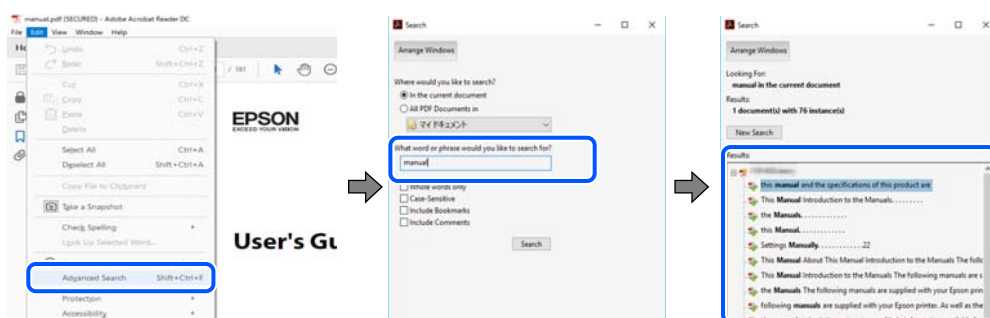 manual.pdf (SECURED) - Adobe Acrobat Reader DC
File Edit View Window Help
Undo Ctrl+Z
Redo Shift+Ctrl+Z
Cut Ctrl+X
Copy Ctrl+C
Paste Ctrl+V
Delete
Select All Ctrl+A
Deselect All Shift+Ctrl+A
Copy File to Clipboard
Take a Snapshot
Check Spelling
Look Up Selected Word...
Advanced Search Shift+Ctrl+F
Protection
Accessibility
/ 191
EPSON
EXCEED YOUR VISION
User's Gu
Search
Arrange Windows
Where would you like to search?
In the current document
All PDF Documents in
マイドキュメント
What word or phrase would you like to search for?
manual
Whole words only
Case-Sensitive
Include Bookmarks
Include Comments
Search
Search
Arrange Windows
Looking For:
manual in the current document
Results:
1 document(s) with 76 instance(s)
New Search
Results:
this manual and the specifications of this product are
This Manual Introduction to the Manuals. . . . . . . . .
the Manuals. . . . . . . . . . . . .
this Manual. . . . . . . . . . . . .
Settings Manually. . . . . . . . . . . . .22
This Manual About This Manual Introduction to the Manuals The follo
This Manual Introduction to the Manuals The following manuals are s
the Manuals The following manuals are supplied with your Epson prin
following manuals are supplied with your Epson printer. As well as the